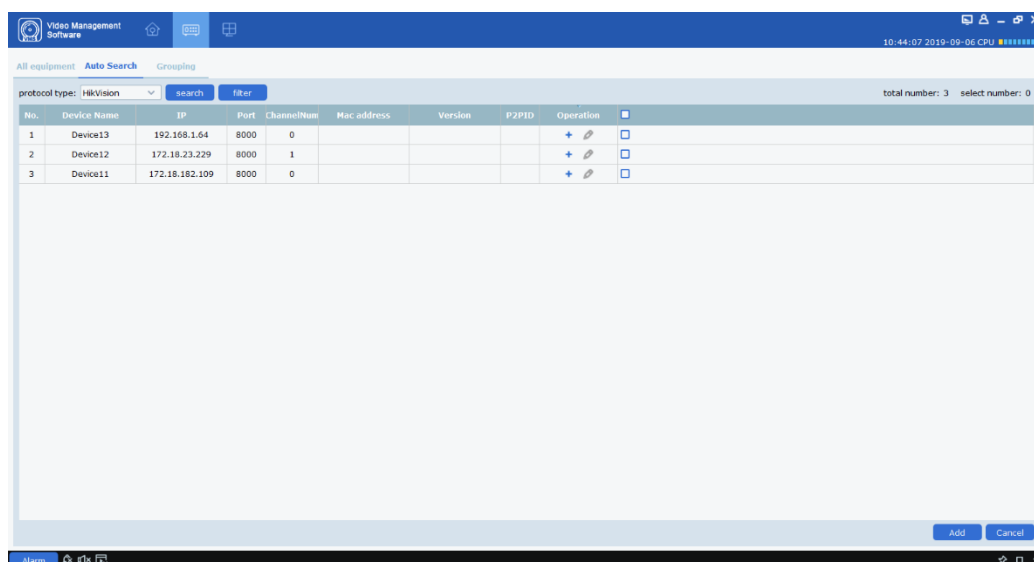 Video Management
Software
10:44:07 2019-09-06 CPU
All equipment Auto Search Grouping
protocol type: HikVision search filter total number: 3 select number: 0
No. Device Name IP Port ChannelNum Mac address Version P2PID Operation
1 Device13 192.168.1.64 8000 0
2 Device12 172.18.23.229 8000 1
3 Device11 172.18.182.109 8000 0
Add Cancel
Alarm